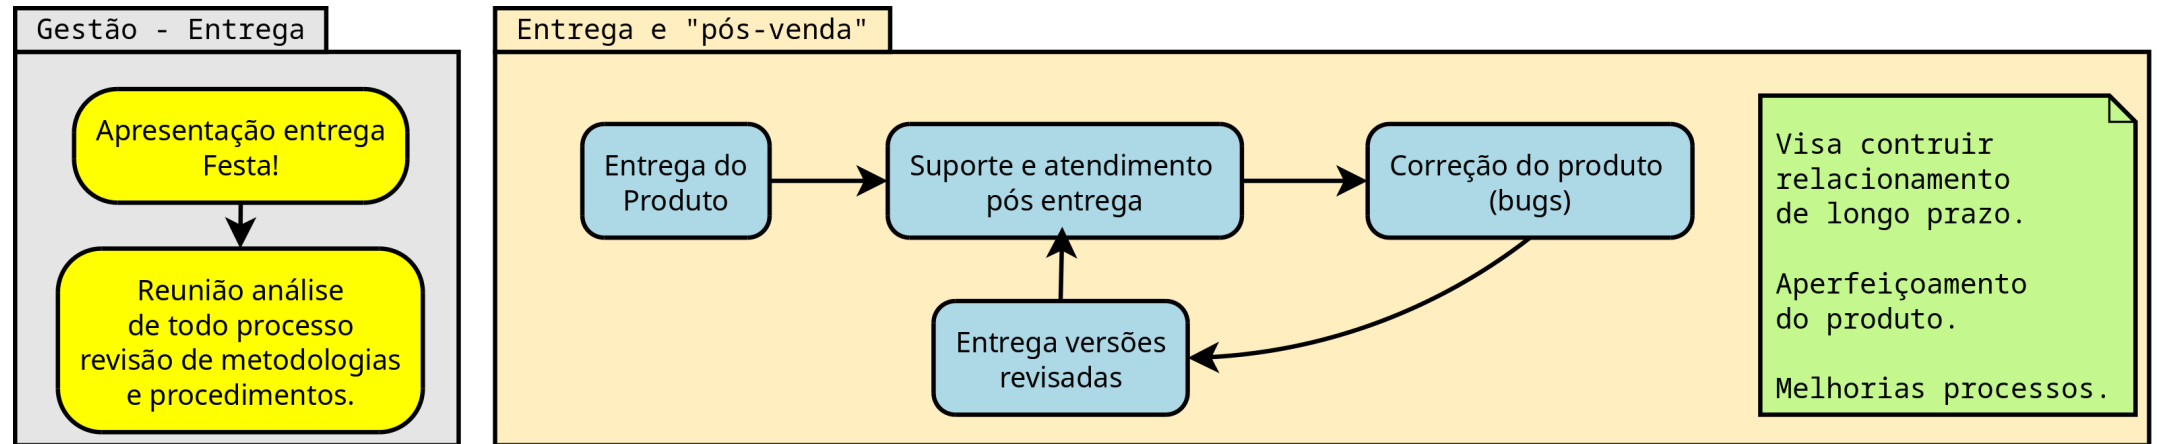 Gestão - Entrega
Apresentação entrega
Festa!
Reunião análise
de todo processo
revisão de metodologias
e procedimentos.
Entrega e "pós-venda"
Entrega do
Produto
Suporte e atendimento
pós entrega
Correção do produto
(bugs)
Entrega versões
revisadas
Visa contruir
relacionamento
de longo prazo.
Aperfeiçoamento
do produto.
Melhorias processos.